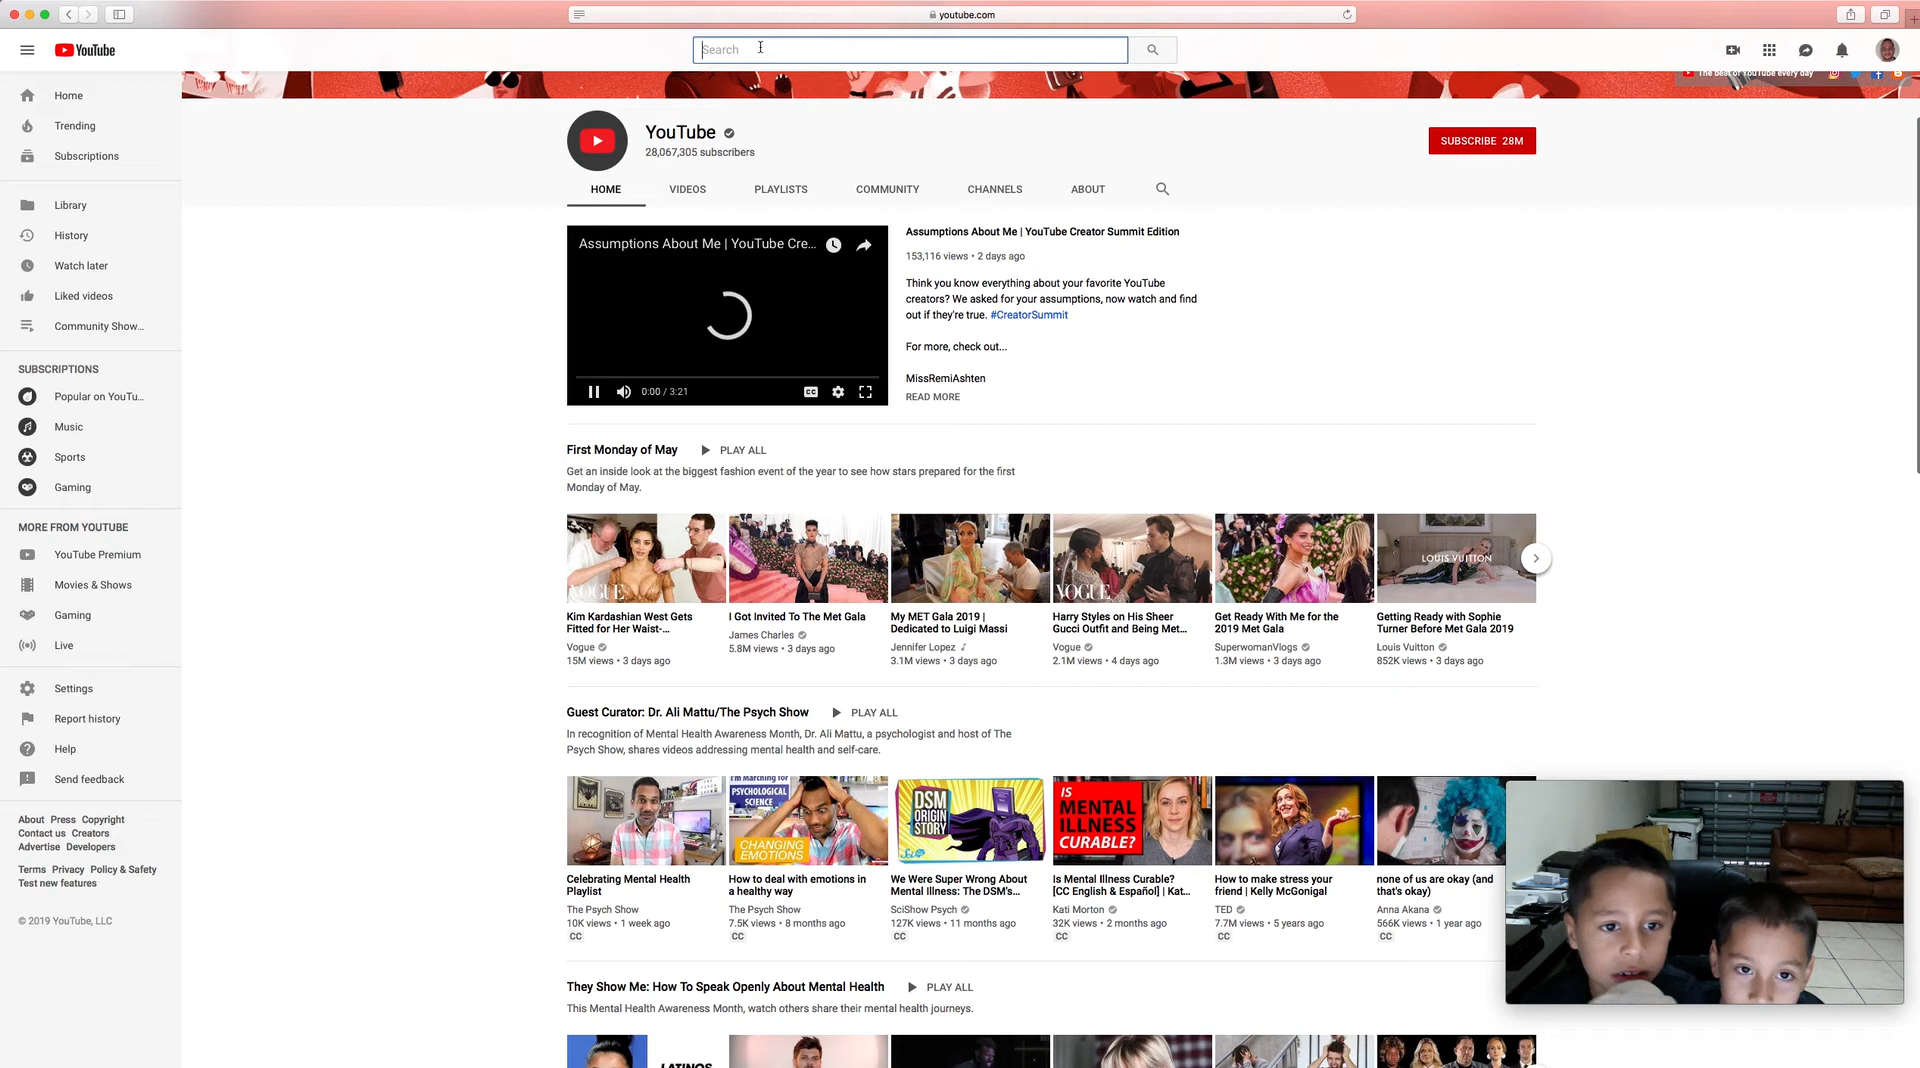 youtube.com
YouTube
Search
The best of YouTube every day
Home
Trending
Subscriptions
Library
History
Watch later
Liked videos
Community Show...
SUBSCRIPTIONS
Popular on YouTu...
Music
Sports
Gaming
MORE FROM YOUTUBE
YouTube Premium
Movies & Shows
Gaming
Live
Settings
Report history
Help
Send feedback
About Press Copyright
Contact us Creators
Advertise Developers
Terms Privacy Policy & Safety
Test new features
© 2019 YouTube, LLC
YouTube
28,067,305 subscribers
SUBSCRIBE 28M
HOME VIDEOS PLAYLISTS COMMUNITY CHANNELS ABOUT
Assumptions About Me | YouTube Cre...
0:00 / 3:21
CC
Assumptions About Me | YouTube Creator Summit Edition
153,116 views • 2 days ago
Think you know everything about your favorite YouTube
creators? We asked for your assumptions, now watch and find
out if they're true. #CreatorSummit
For more, check out...
MissRemiAshten
READ MORE
First Monday of May PLAY ALL
Get an inside look at the biggest fashion event of the year to see how stars prepared for the first
Monday of May.
VOGUE
Kim Kardashian West Gets
Fitted for Her Waist-...
Vogue
15M views • 3 days ago
I Got Invited To The Met Gala
James Charles
5.8M views • 3 days ago
My MET Gala 2019 |
Dedicated to Luigi Massi
Jennifer Lopez
3.1M views • 3 days ago
VOGUE
Harry Styles on His Sheer
Gucci Outfit and Being Met...
Vogue
2.1M views • 4 days ago
Get Ready With Me for the
2019 Met Gala
SuperwomanVlogs
1.3M views • 3 days ago
LOUIS VUITTON
Getting Ready with Sophie
Turner Before Met Gala 2019
Louis Vuitton
852K views • 3 days ago
Guest Curator: Dr. Ali Mattu/The Psych Show PLAY ALL
In recognition of Mental Health Awareness Month, Dr. Ali Mattu, a psychologist and host of The
Psych Show, shares videos addressing mental health and self-care.
Celebrating Mental Health
Playlist
The Psych Show
10K views • 1 week ago
CC
I'm Marching for
PSYCHOLOGICAL
SCIENCE
CHANGING
EMOTIONS
How to deal with emotions in
a healthy way
The Psych Show
7.5K views • 8 months ago
CC
DSM
ORIGIN
STORY
Sci
We Were Super Wrong About
Mental Illness: The DSM's...
SciShow Psych
127K views • 11 months ago
CC
IS
MENTAL
ILLNESS
CURABLE?
Is Mental Illness Curable?
[CC English & Español] | Kat...
Kati Morton
32K views • 2 months ago
CC
How to make stress your
friend | Kelly McGonigal
TED
7.7M views • 5 years ago
CC
none of us are okay (and
that's okay)
Anna Akana
566K views • 1 year ago
CC
They Show Me: How To Speak Openly About Mental Health PLAY ALL
This Mental Health Awareness Month, watch others share their mental health journeys.
LATINOS